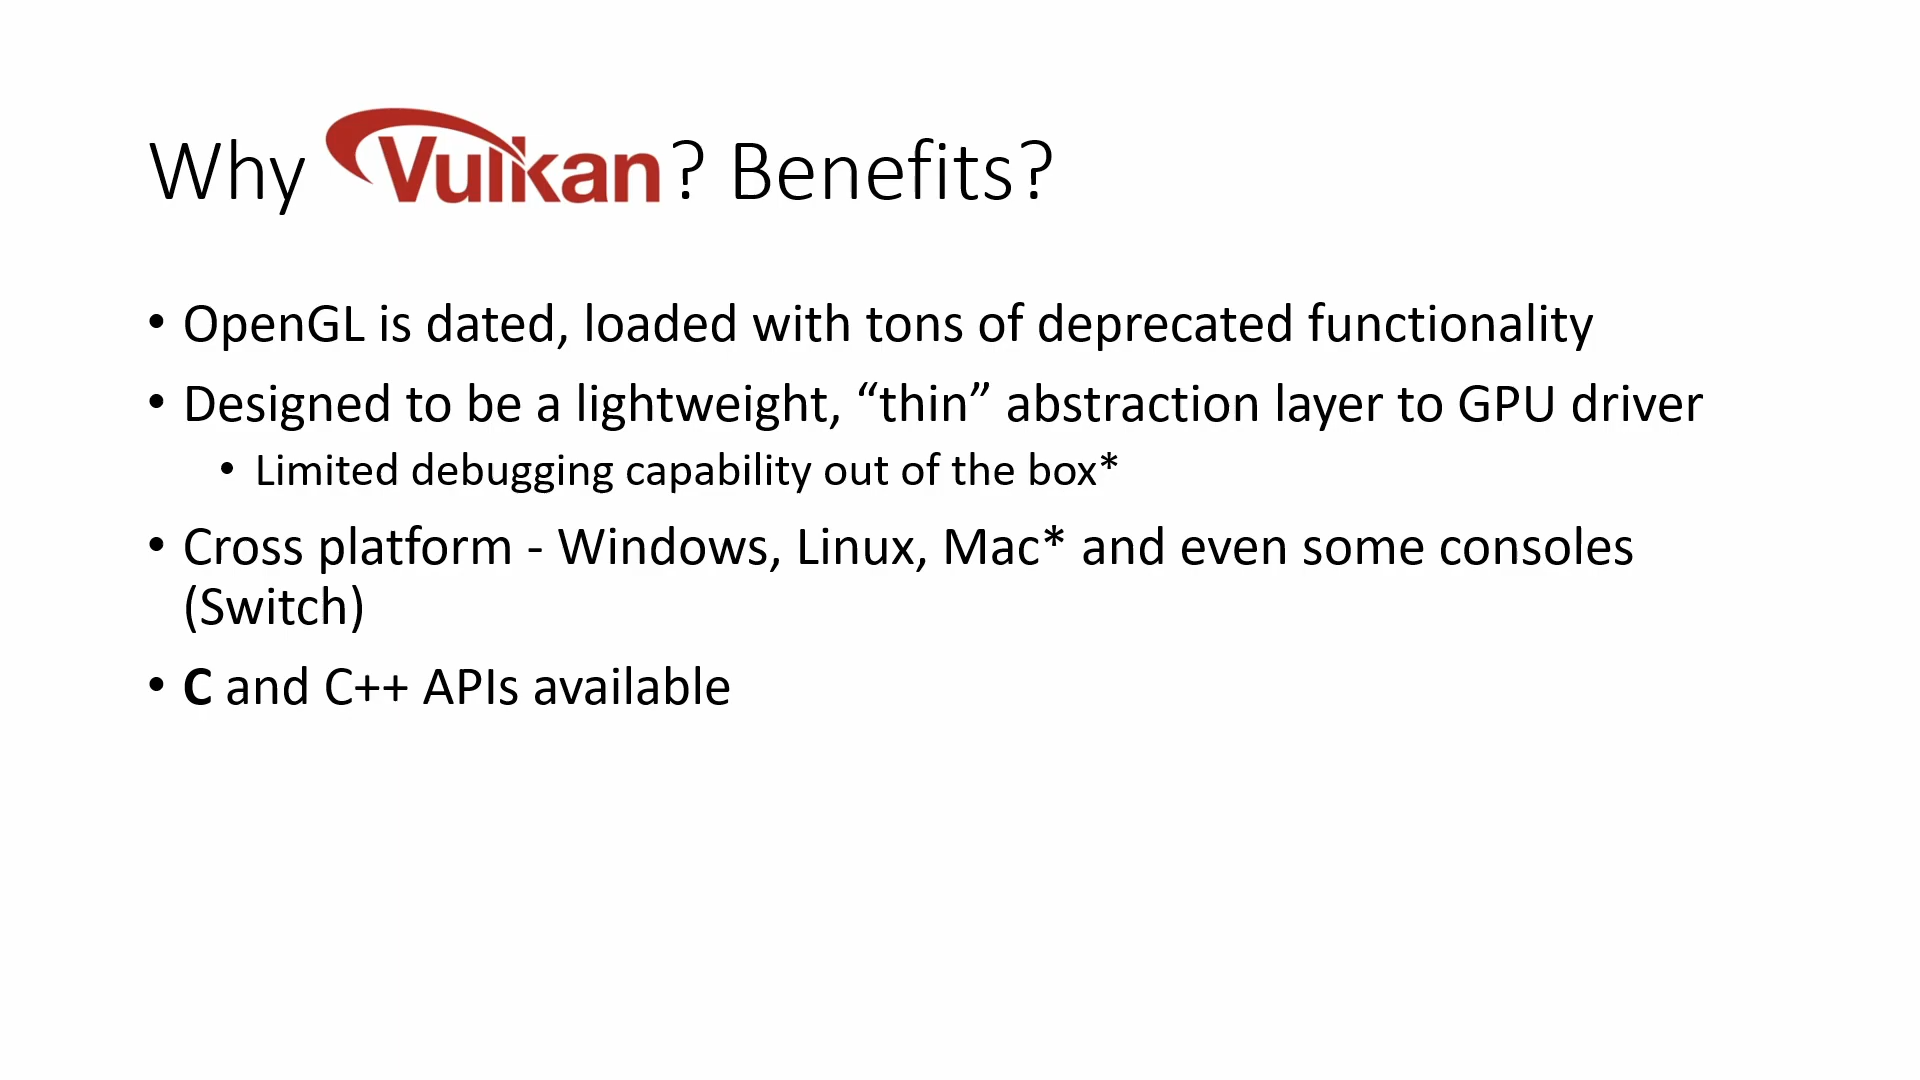 Why Vulkan? Benefits?
• OpenGL is dated, loaded with tons of deprecated functionality
• Designed to be a lightweight, “thin” abstraction layer to GPU driver
• Limited debugging capability out of the box*
• Cross platform - Windows, Linux, Mac* and even some consoles
(Switch)
• C and C++ APIs available